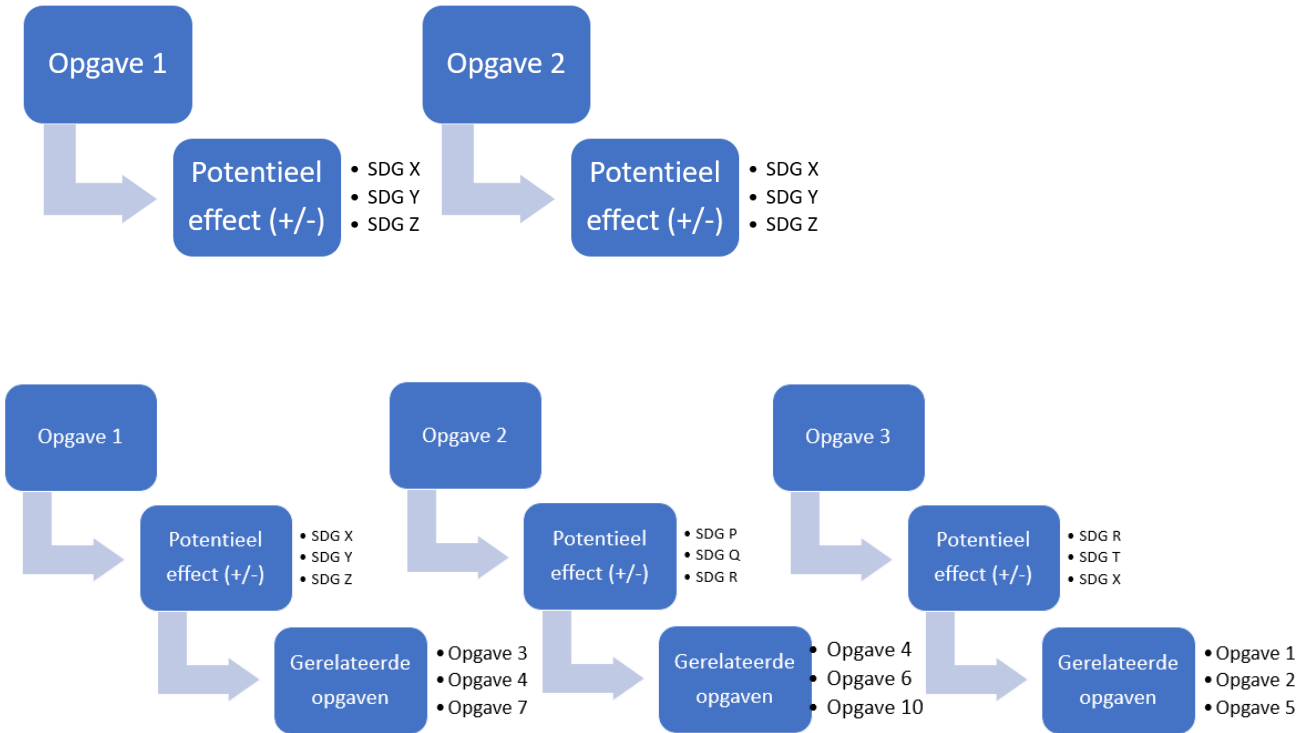 Opgave 1
Potentieel
effect (+/-)
• SDG X
• SDG Y
• SDG Z
Opgave 2
Potentieel
effect (+/-)
• SDG X
• SDG Y
• SDG Z
Opgave 1
Potentieel
effect (+/-)
• SDG X
• SDG Y
• SDG Z
Gerelateerde
opgaven
• Opgave 3
• Opgave 4
• Opgave 7
Opgave 2
Potentieel
effect (+/-)
• SDG P
• SDG Q
• SDG R
Gerelateerde
opgaven
• Opgave 4
• Opgave 6
• Opgave 10
Opgave 3
Potentieel
effect (+/-)
• SDG R
• SDG T
• SDG X
Gerelateerde
opgaven
• Opgave 1
• Opgave 2
• Opgave 5